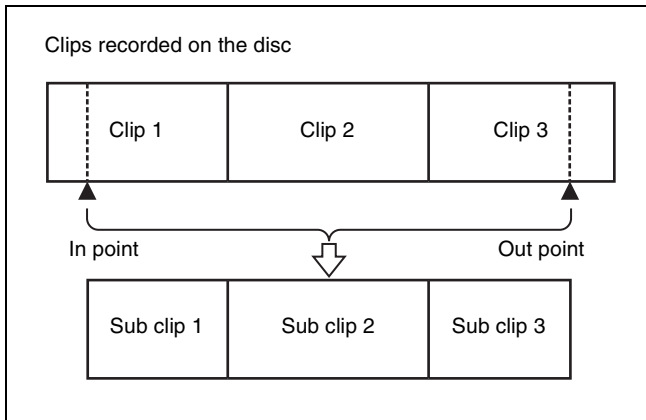 Clips recorded on the disc
Clip 1 Clip 2 Clip 3
In point Out point
Sub clip 1 Sub clip 2 Sub clip 3